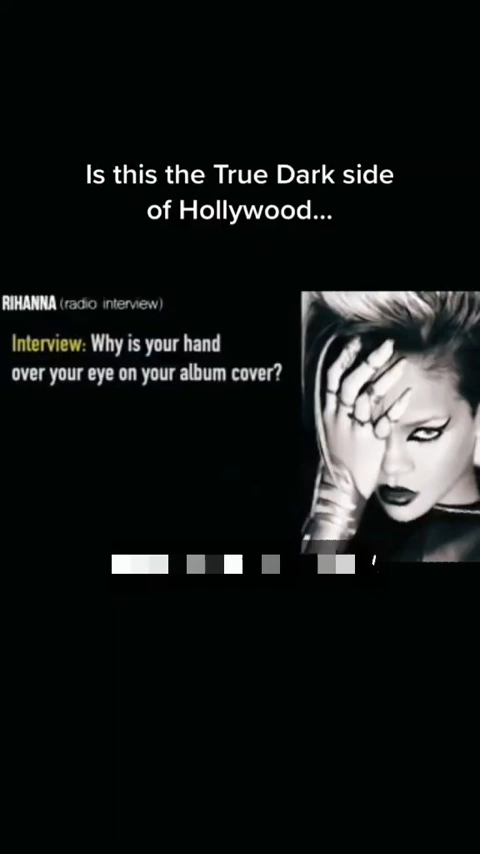 Is this the True Dark side
of Hollywood...
RIHANNA (radio interview)
Interview: Why is your hand
over your eye on your album cover?